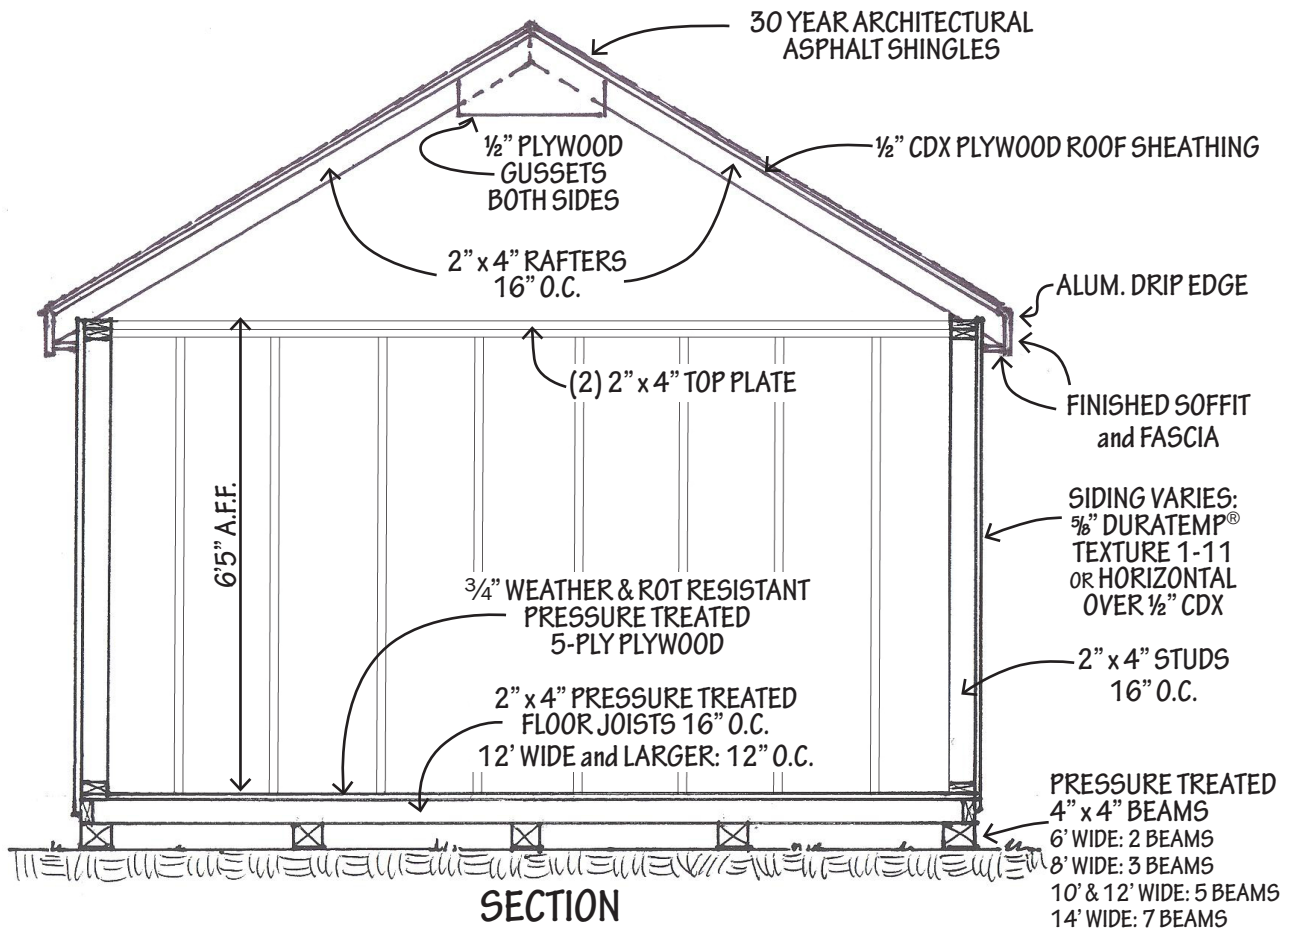 30 YEAR ARCHITECTURAL
ASPHALT SHINGLES
½” PLYWOOD
GUSSETS
BOTH SIDES
½” CDX PLYWOOD ROOF SHEATHING
2” x 4” RAFTERS
16” O.C.
ALUM. DRIP EDGE
(2) 2” x 4” TOP PLATE
FINISHED SOFFIT
and FASCIA
6’5” A.F.F.
SIDING VARIES:
⅝” DURATEMP®
TEXTURE 1-11
OR HORIZONTAL
OVER ½” CDX
¾” WEATHER & ROT RESISTANT
PRESSURE TREATED
5-PLY PLYWOOD
2” x 4” STUDS
16” O.C.
2” x 4” PRESSURE TREATED
FLOOR JOISTS 16” O.C.
12’ WIDE and LARGER: 12” O.C.
PRESSURE TREATED
4” x 4” BEAMS
6’ WIDE: 2 BEAMS
8’ WIDE: 3 BEAMS
10’ & 12’ WIDE: 5 BEAMS
14’ WIDE: 7 BEAMS
SECTION